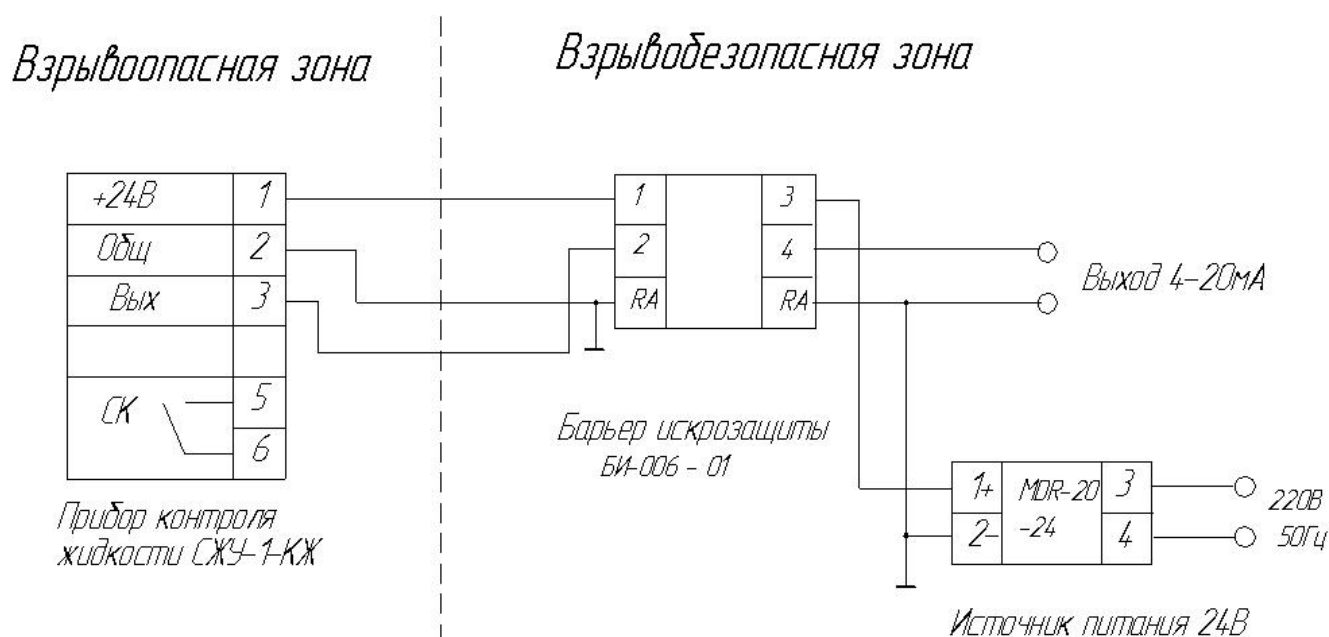 Взрывоопасная зона
Взрывобезопасная зона
+24В 1
Общ 2
Вых 3
СК 5
6
Прибор контроля
жидкости СЖУ-1-КЖ
1 3
2 4
RA RA
Выход 4-20мА
Барьер искрозащиты
БИ-006 - 01
1+ MDR-20 3
2- -24 4
220В
50Гц
Источник питания 24В